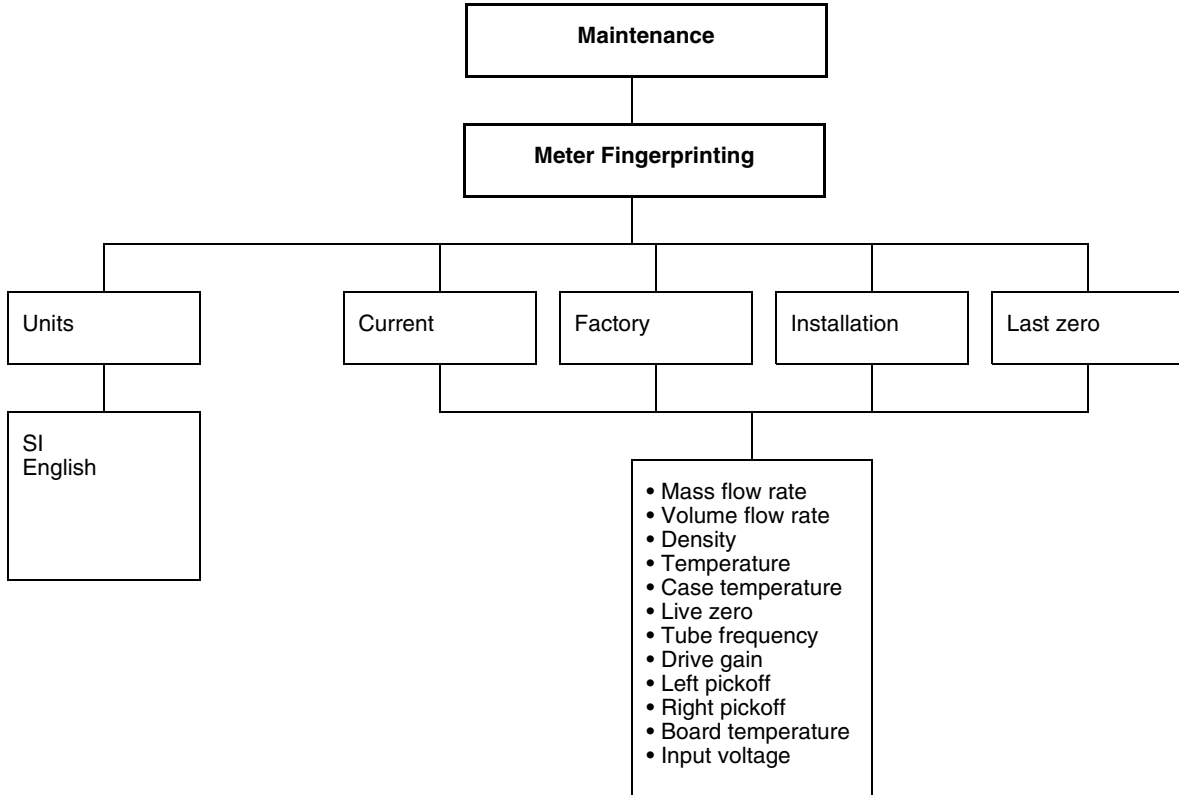 Maintenance
Meter Fingerprinting
Units
Current
Factory
Installation
Last zero
SI
English
• Mass flow rate
• Volume flow rate
• Density
• Temperature
• Case temperature
• Live zero
• Tube frequency
• Drive gain
• Left pickoff
• Right pickoff
• Board temperature
• Input voltage